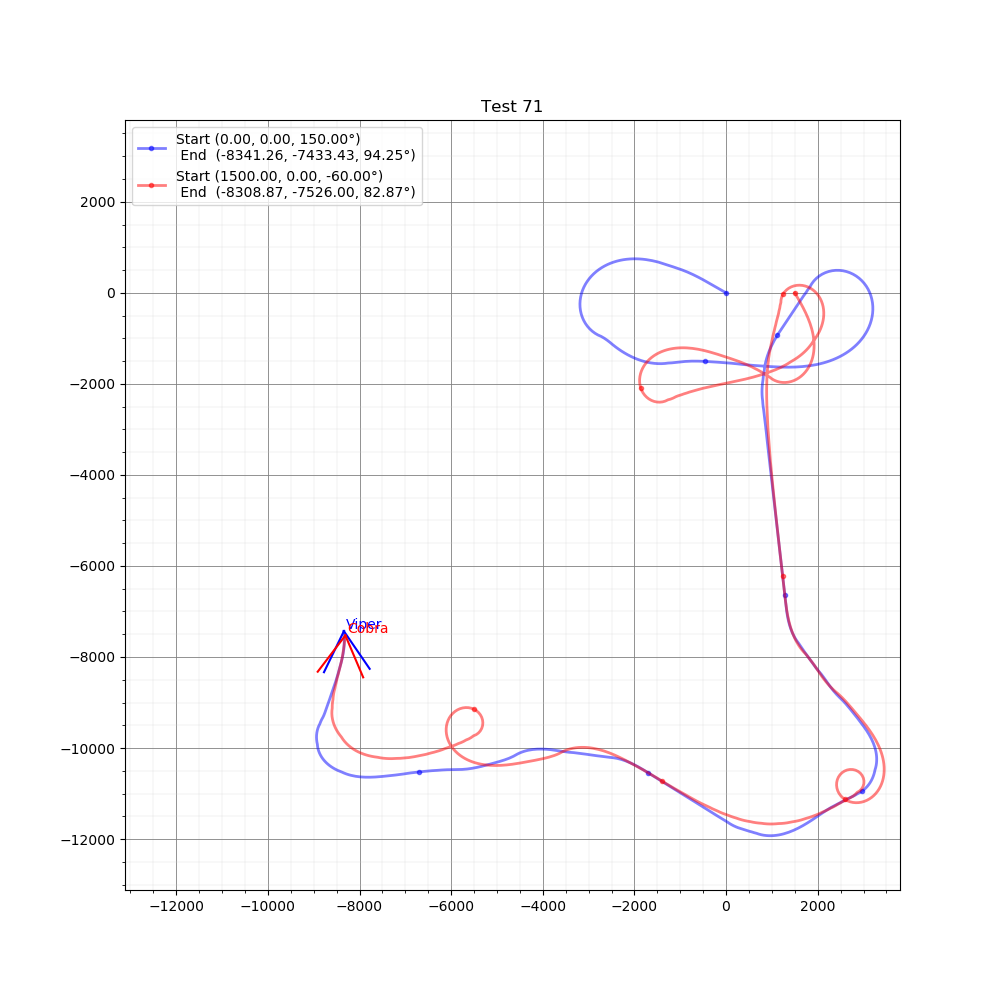 Test 71
Start (0.00, 0.00, 150.00°)
End (-8341.26, -7433.43, 94.25°)
Start (1500.00, 0.00, -60.00°)
End (-8308.87, -7526.00, 82.87°)
2000
0
−2000
−4000
−6000
−8000
−10000
−12000
Viper
Cobra
−12000 −10000 −8000 −6000 −4000 −2000 0 2000